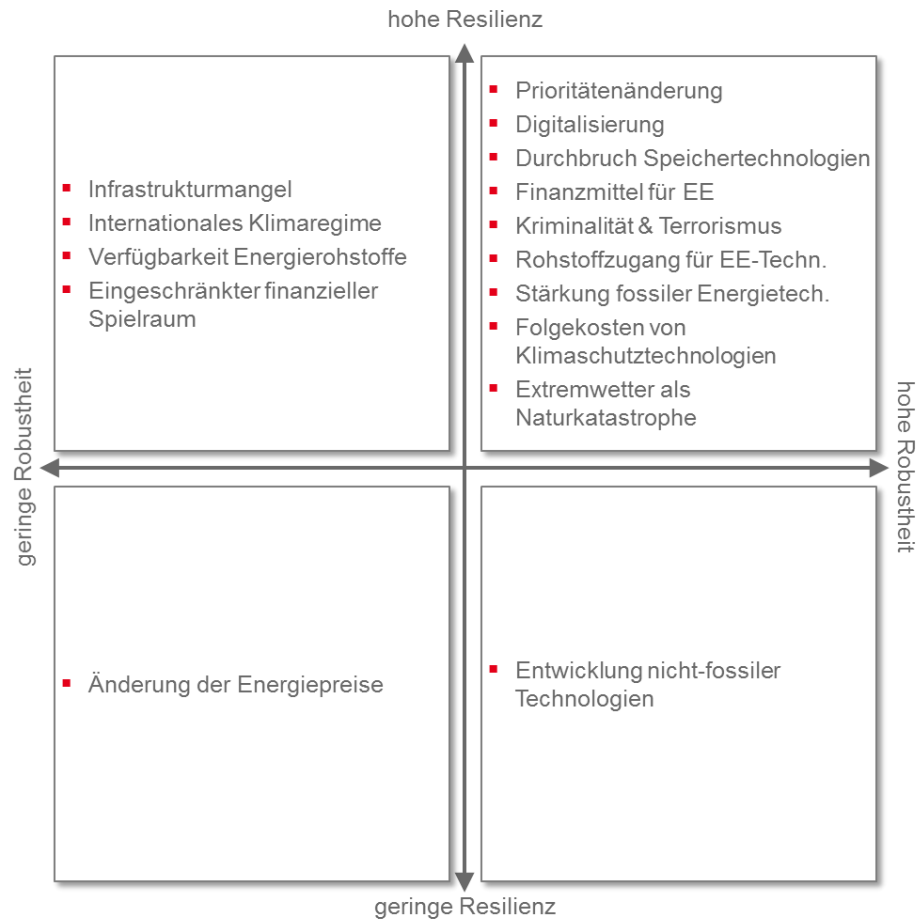 hohe Resilienz
Infrastrukturmangel
Internationales Klimaregime
Verfügbarkeit Energierohstoffe
Eingeschränkter finanzieller
Spielraum
Prioritätenänderung
Digitalisierung
Durchbruch Speichertechnologien
Finanzmittel für EE
Kriminalität & Terrorismus
Rohstoffzugang für EE-Techn.
Stärkung fossiler Energietech.
Folgekosten von
Klimaschutztechnologien
Extremwetter als
Naturkatastrophe
geringe Robustheit
hohe Robustheit
Änderung der Energiepreise
Entwicklung nicht-fossiler
Technologien
geringe Resilienz